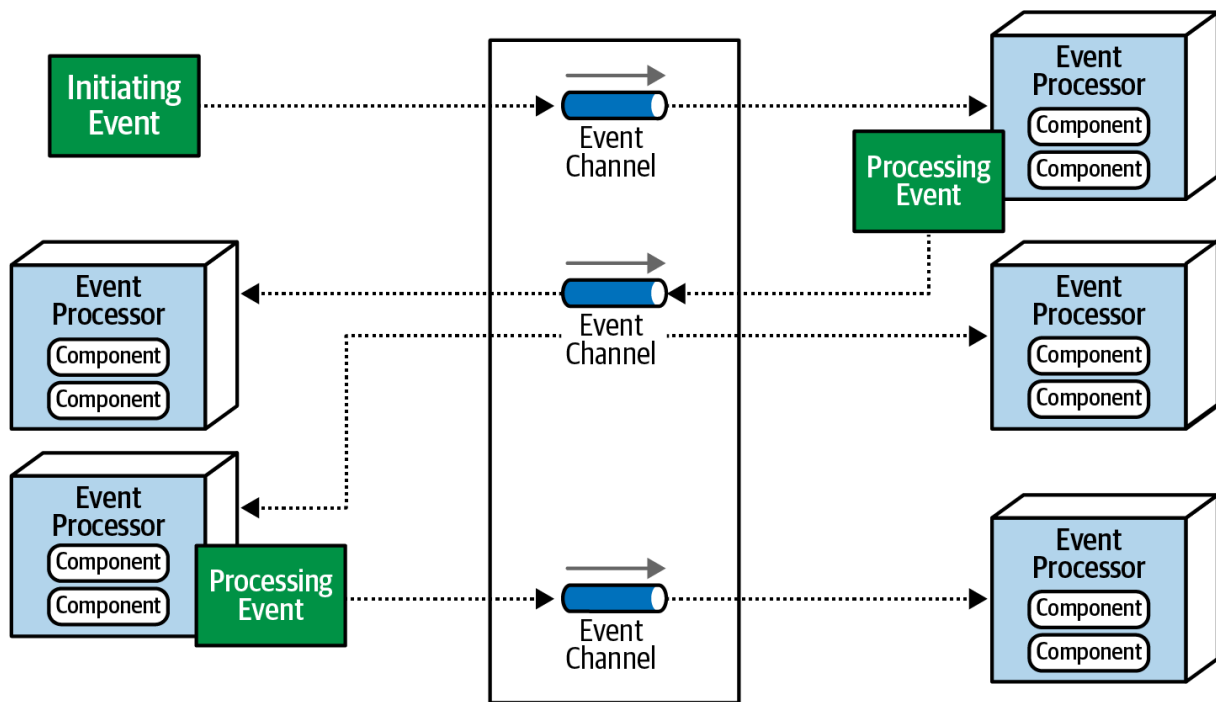 Initiating
Event
Event
Channel
Event
Processor
Component
Component
Processing
Event
Event
Processor
Component
Component
Event
Channel
Event
Processor
Component
Component
Event
Processor
Component
Component
Processing
Event
Event
Channel
Event
Processor
Component
Component